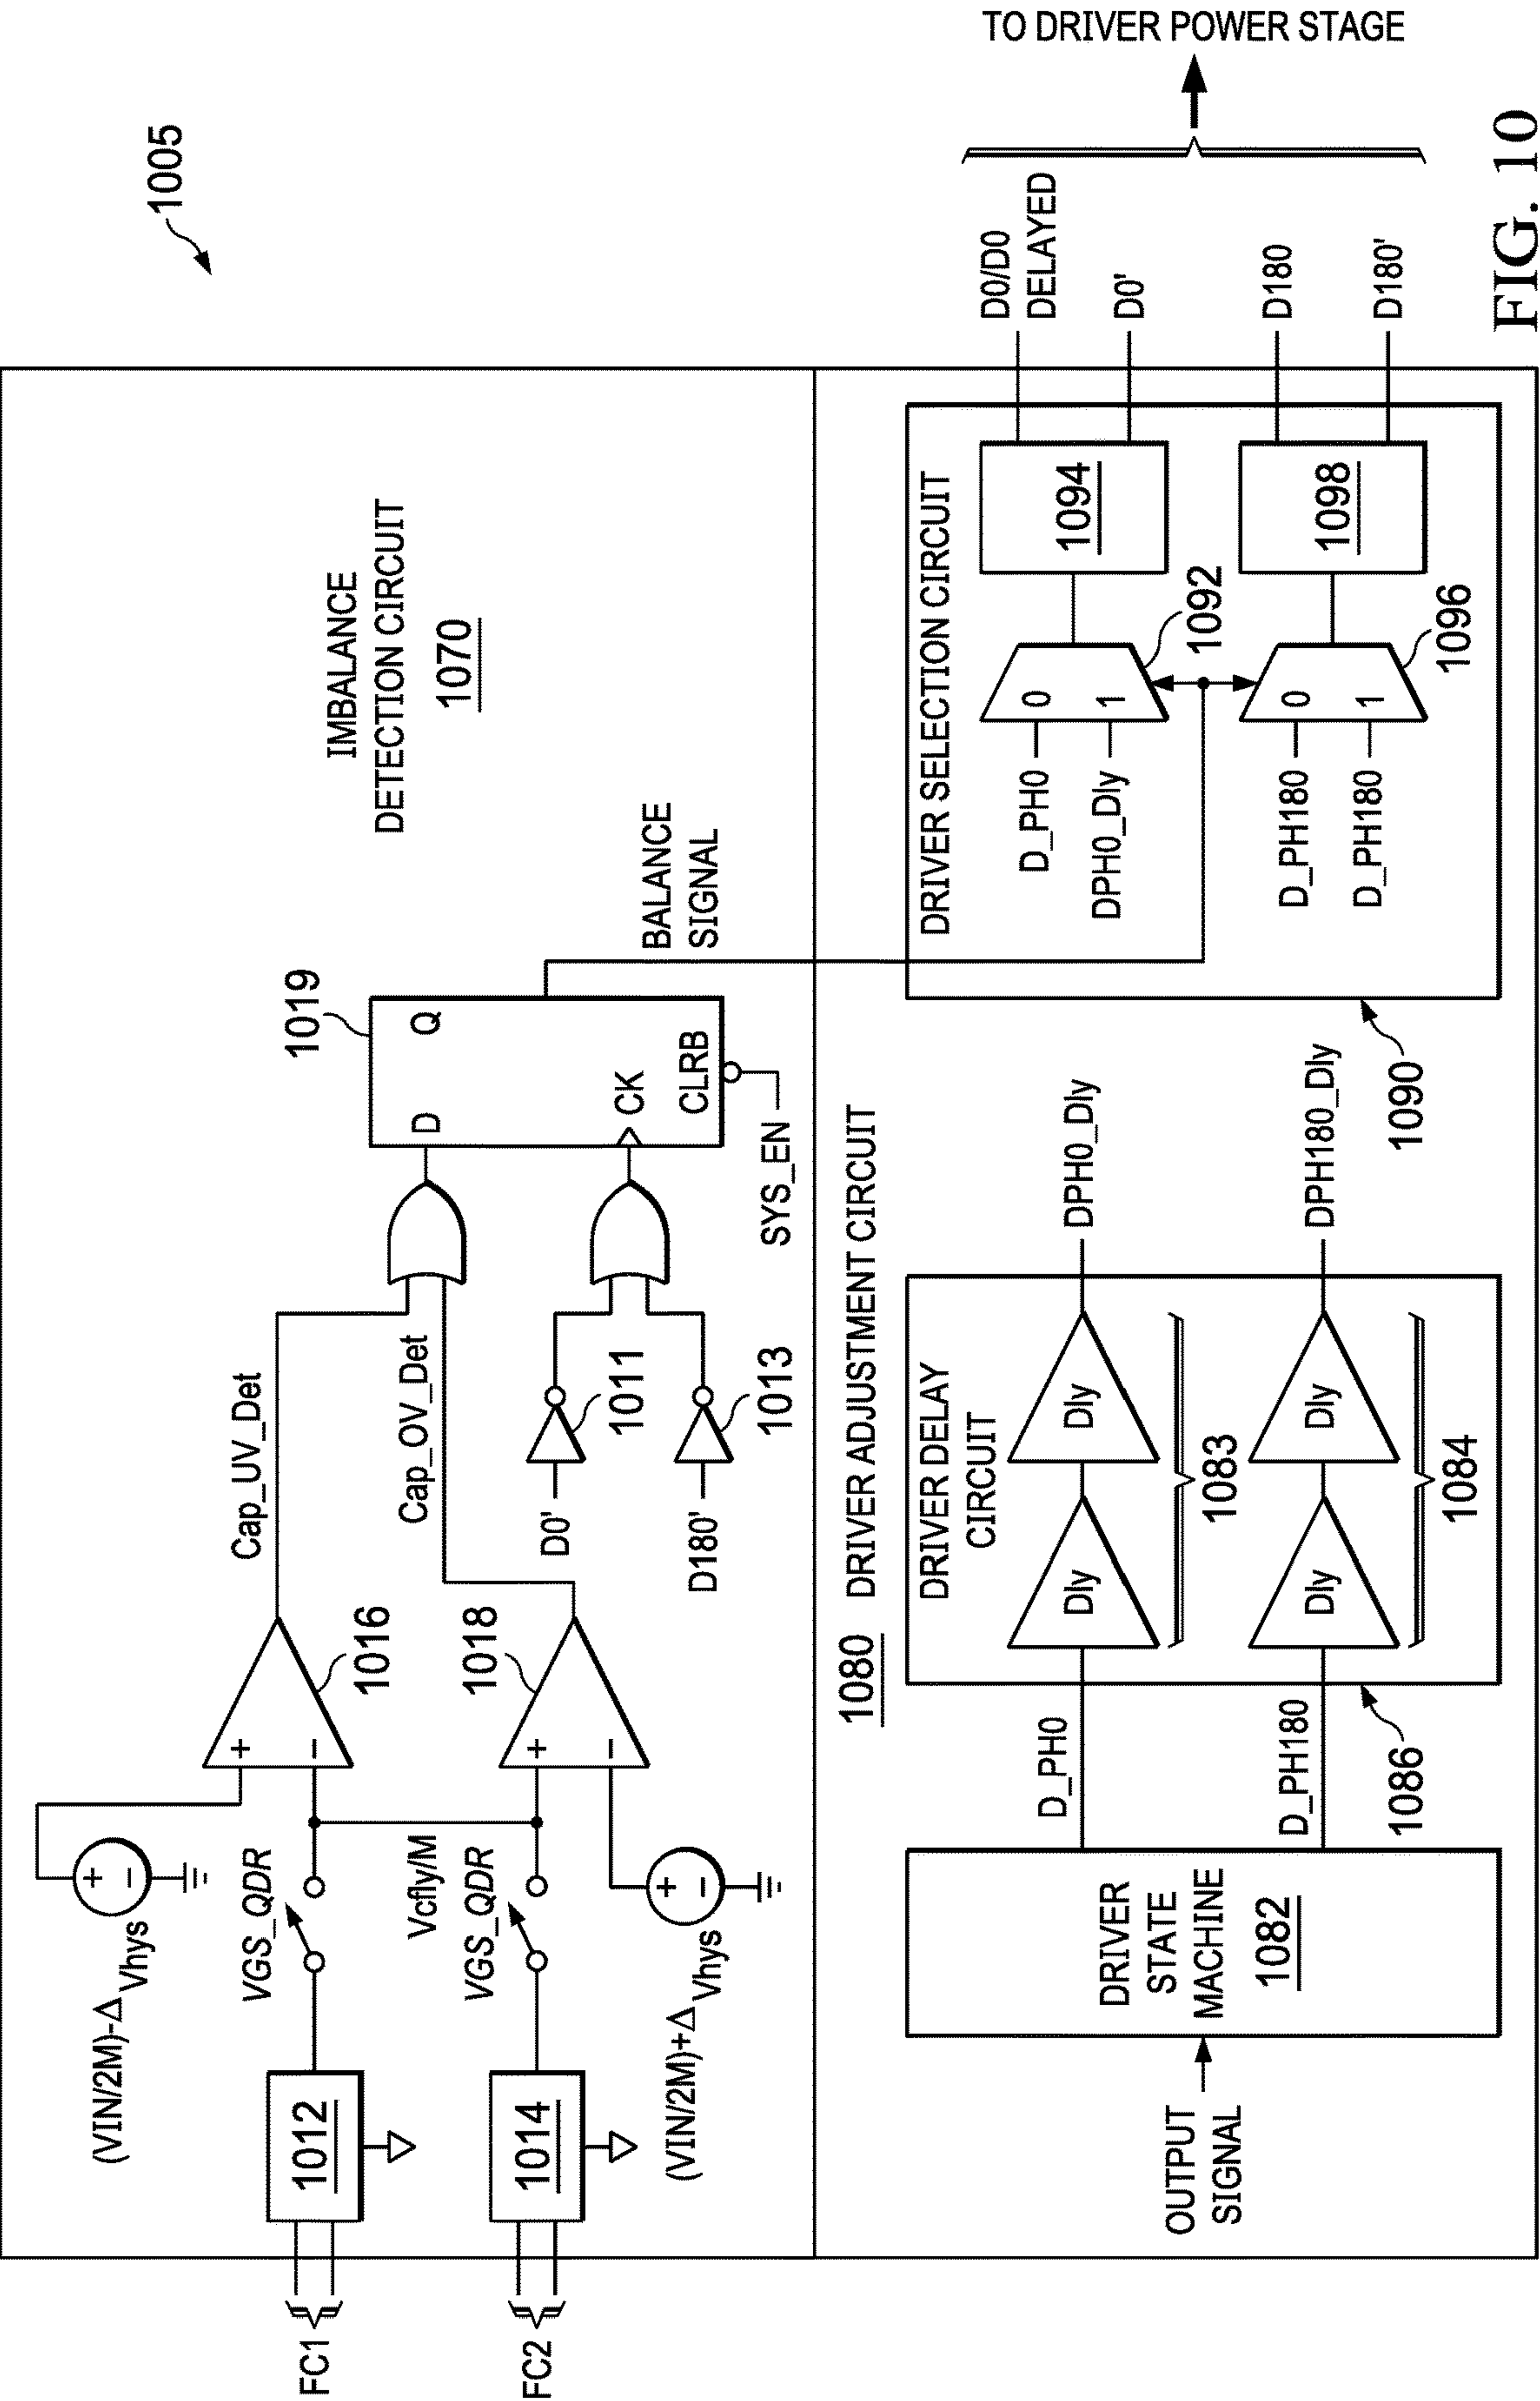 1005
IMBALANCE
DETECTION CIRCUIT
1070
(VIN/2M)-ΔVhys
+
−
VGS_QDR
FC1
1012
+
−
1016
Cap_UV_Det
Vcfly/M
VGS_QDR
FC2
1014
+
−
1018
Cap_OV_Det
(VIN/2M)+ΔVhys
+
−
D0'
1011
D180'
1013
1019
D
Q
CK
CLRB
SYS_EN
BALANCE
SIGNAL
1080 DRIVER ADJUSTMENT CIRCUIT
OUTPUT
SIGNAL
DRIVER
STATE
MACHINE
1082
D_PH0
D_PH180
1086
DRIVER DELAY
CIRCUIT
Dly
Dly
1083
Dly
Dly
1084
DPH0_Dly
DPH180_Dly
1090
DRIVER SELECTION CIRCUIT
D_PH0
0
DPH0_Dly
1
1092
1094
D_PH180
0
D_PH180
1
1096
1098
D0/D0
DELAYED
D0'
D180
D180'
TO DRIVER POWER STAGE
FIG. 10